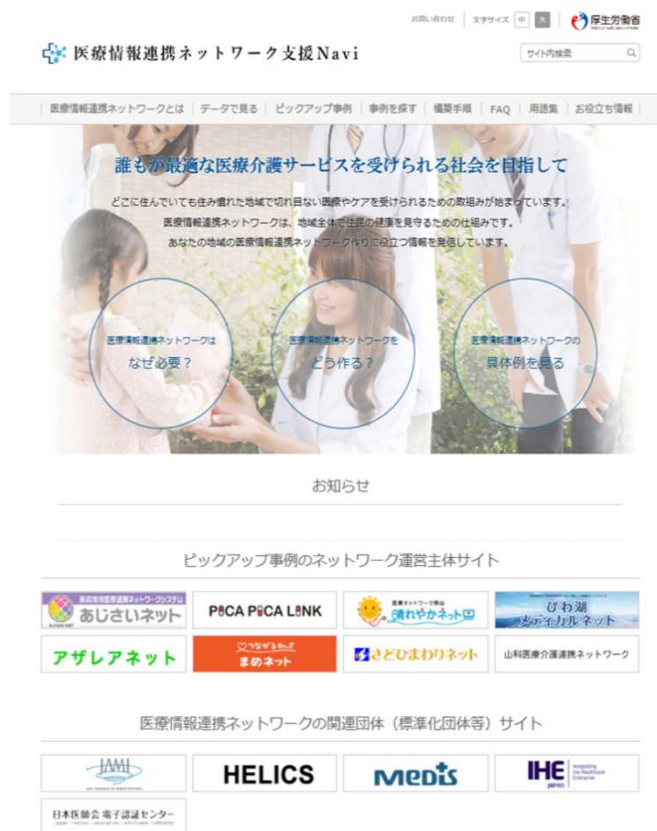 お問い合わせ 文字サイズ 中 大 厚生労働省
医療情報連携ネットワーク支援Navi
サイト内検索
医療情報連携ネットワークとは データで見る ピックアップ事例 事例を探す 構築手順 FAQ 用語集 お役立ち情報
誰もが最適な医療介護サービスを受けられる社会を目指して
どこに住んでいても住み慣れた地域で切れ目ない医療やケアを受けられるための取組みが始まっています。
医療情報連携ネットワークは、地域全体で住民の健康を見守るための仕組みです。
あなたの地域の医療情報連携ネットワーク作りに役立つ情報を発信しています。
医療情報連携ネットワークは
なぜ必要？
医療情報連携ネットワークを
どう作る？
医療情報連携ネットワークの
具体例を見る
お知らせ
ピックアップ事例のネットワーク運営主体サイト
あじさいネット
PICA PICA LINK
医療ネットワーク岡山
晴れやかネット
びわ湖
メディカルネット
アザレアネット
つながるわ!!
まめネット
さどひまわりネット
山科医療介護連携ネットワーク
医療情報連携ネットワークの関連団体（標準化団体等）サイト
JAMI
HELICS
MEDIS
IHE
Japan
Integrating
the Healthcare
Enterprise
日本医師会 電子認証センター